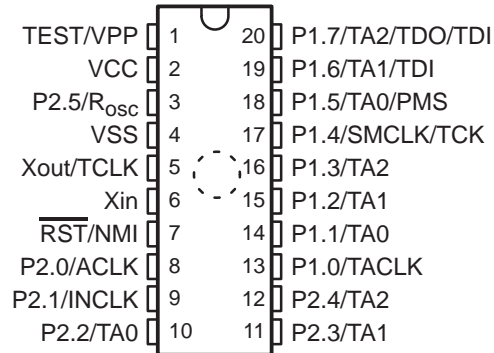 TEST/VPP 1 20 P1.7/TA2/TDO/TDI
VCC 2 19 P1.6/TA1/TDI
P2.5/Rosc 3 18 P1.5/TA0/PMS
VSS 4 17 P1.4/SMCLK/TCK
Xout/TCLK 5 16 P1.3/TA2
Xin 6 15 P1.2/TA1
RST/NMI 7 14 P1.1/TA0
P2.0/ACLK 8 13 P1.0/TACLK
P2.1/INCLK 9 12 P2.4/TA2
P2.2/TA0 10 11 P2.3/TA1